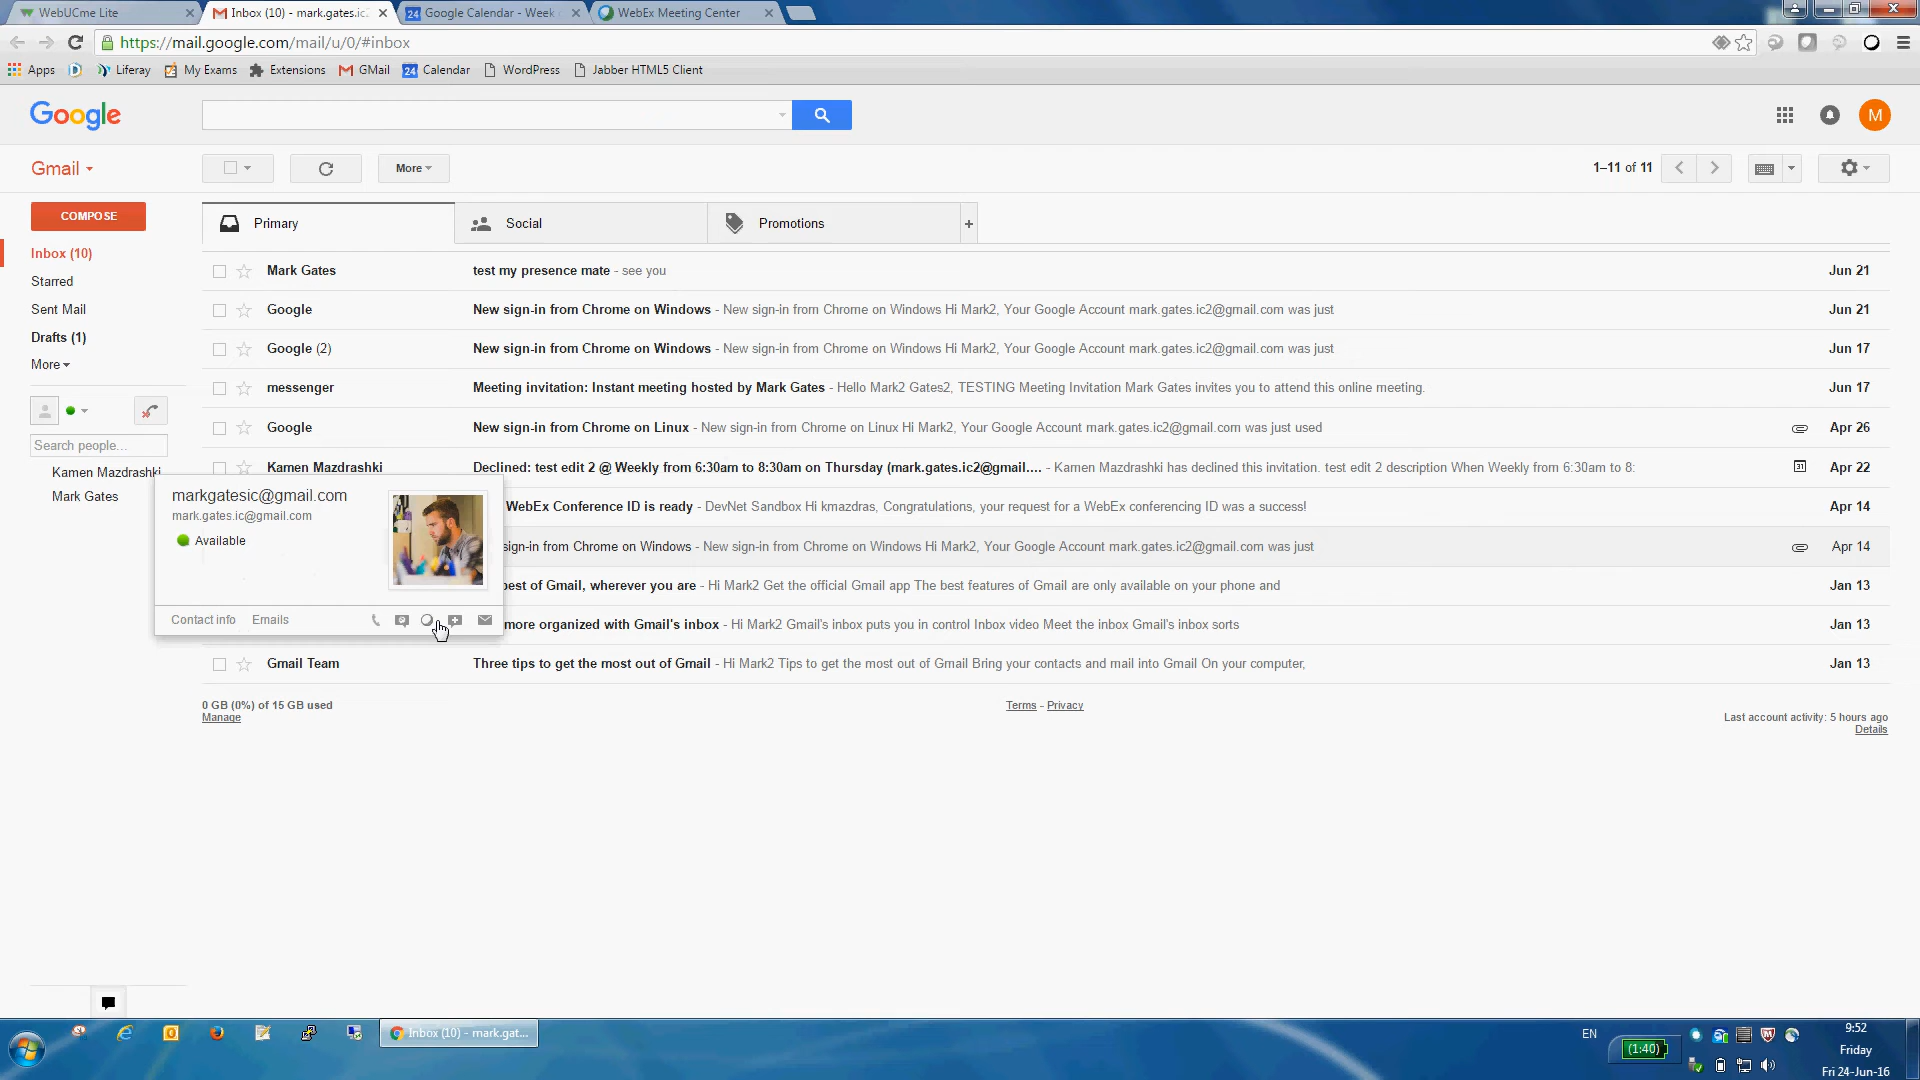 WebUCme Lite
Inbox (10) - mark.gates.ic
Google Calendar - Week
WebEx Meeting Center
https://mail.google.com/mail/u/0/#inbox
Apps
Liferay
My Exams
Extensions
GMail
24 Calendar
WordPress
Jabber HTML5 Client
Google
M
Gmail
More
1–11 of 11
COMPOSE
Primary
Social
Promotions
+
Inbox (10)
Starred
Sent Mail
Drafts (1)
More
Search people...
Kamen Mazdrashki
Mark Gates
Mark Gates test my presence mate - see you Jun 21
Google New sign-in from Chrome on Windows - New sign-in from Chrome on Windows Hi Mark2, Your Google Account mark.gates.ic2@gmail.com was just Jun 21
Google (2) New sign-in from Chrome on Windows - New sign-in from Chrome on Windows Hi Mark2, Your Google Account mark.gates.ic2@gmail.com was just Jun 17
messenger Meeting invitation: Instant meeting hosted by Mark Gates - Hello Mark2 Gates2, TESTING Meeting Invitation Mark Gates invites you to attend this online meeting. Jun 17
Google New sign-in from Chrome on Linux - New sign-in from Chrome on Linux Hi Mark2, Your Google Account mark.gates.ic2@gmail.com was just used Apr 26
Kamen Mazdrashki Declined: test edit 2 @ Weekly from 6:30am to 8:30am on Thursday (mark.gates.ic2@gmail.... - Kamen Mazdrashki has declined this invitation. test edit 2 description When Weekly from 6:30am to 8: 31 Apr 22
WebEx Conference ID is ready - DevNet Sandbox Hi kmazdras, Congratulations, your request for a WebEx conferencing ID was a success! Apr 14
sign-in from Chrome on Windows - New sign-in from Chrome on Windows Hi Mark2, Your Google Account mark.gates.ic2@gmail.com was just Apr 14
best of Gmail, wherever you are - Hi Mark2 Get the official Gmail app The best features of Gmail are only available on your phone and Jan 13
more organized with Gmail's inbox - Hi Mark2 Gmail's inbox puts you in control Inbox video Meet the inbox Gmail's inbox sorts Jan 13
Gmail Team Three tips to get the most out of Gmail - Hi Mark2 Tips to get the most out of Gmail Bring your contacts and mail into Gmail On your computer, Jan 13
markgatesic@gmail.com
mark.gates.ic@gmail.com
Available
Contact info Emails
0 GB (0%) of 15 GB used
Manage
Terms - Privacy
Last account activity: 5 hours ago
Details
Inbox (10) - mark.gat...
EN
(1:40)
9:52
Friday
Fri 24-Jun-16